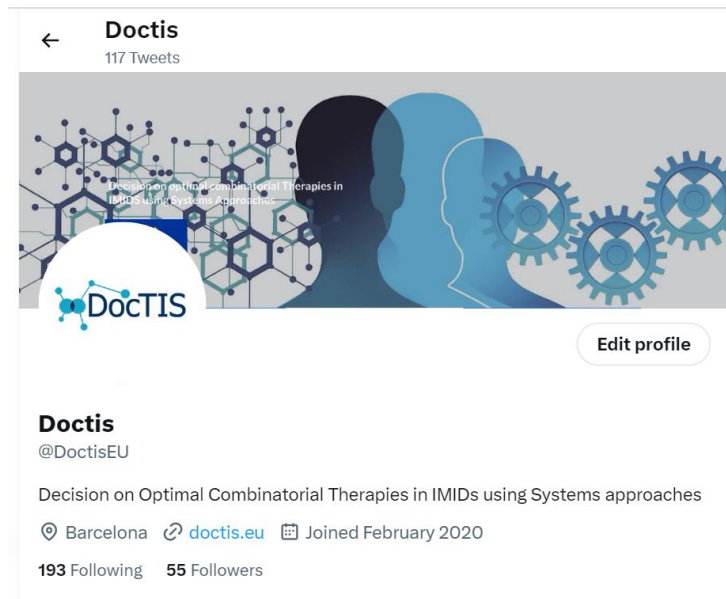 Doctis
117 Tweets
Decision on optimal combinatorial Therapies in
IMIDS using Systems Approaches
DocTIS
Edit profile
Doctis
@DoctisEU
Decision on Optimal Combinatorial Therapies in IMIDs using Systems approaches
Barcelona doctis.eu Joined February 2020
193 Following 55 Followers